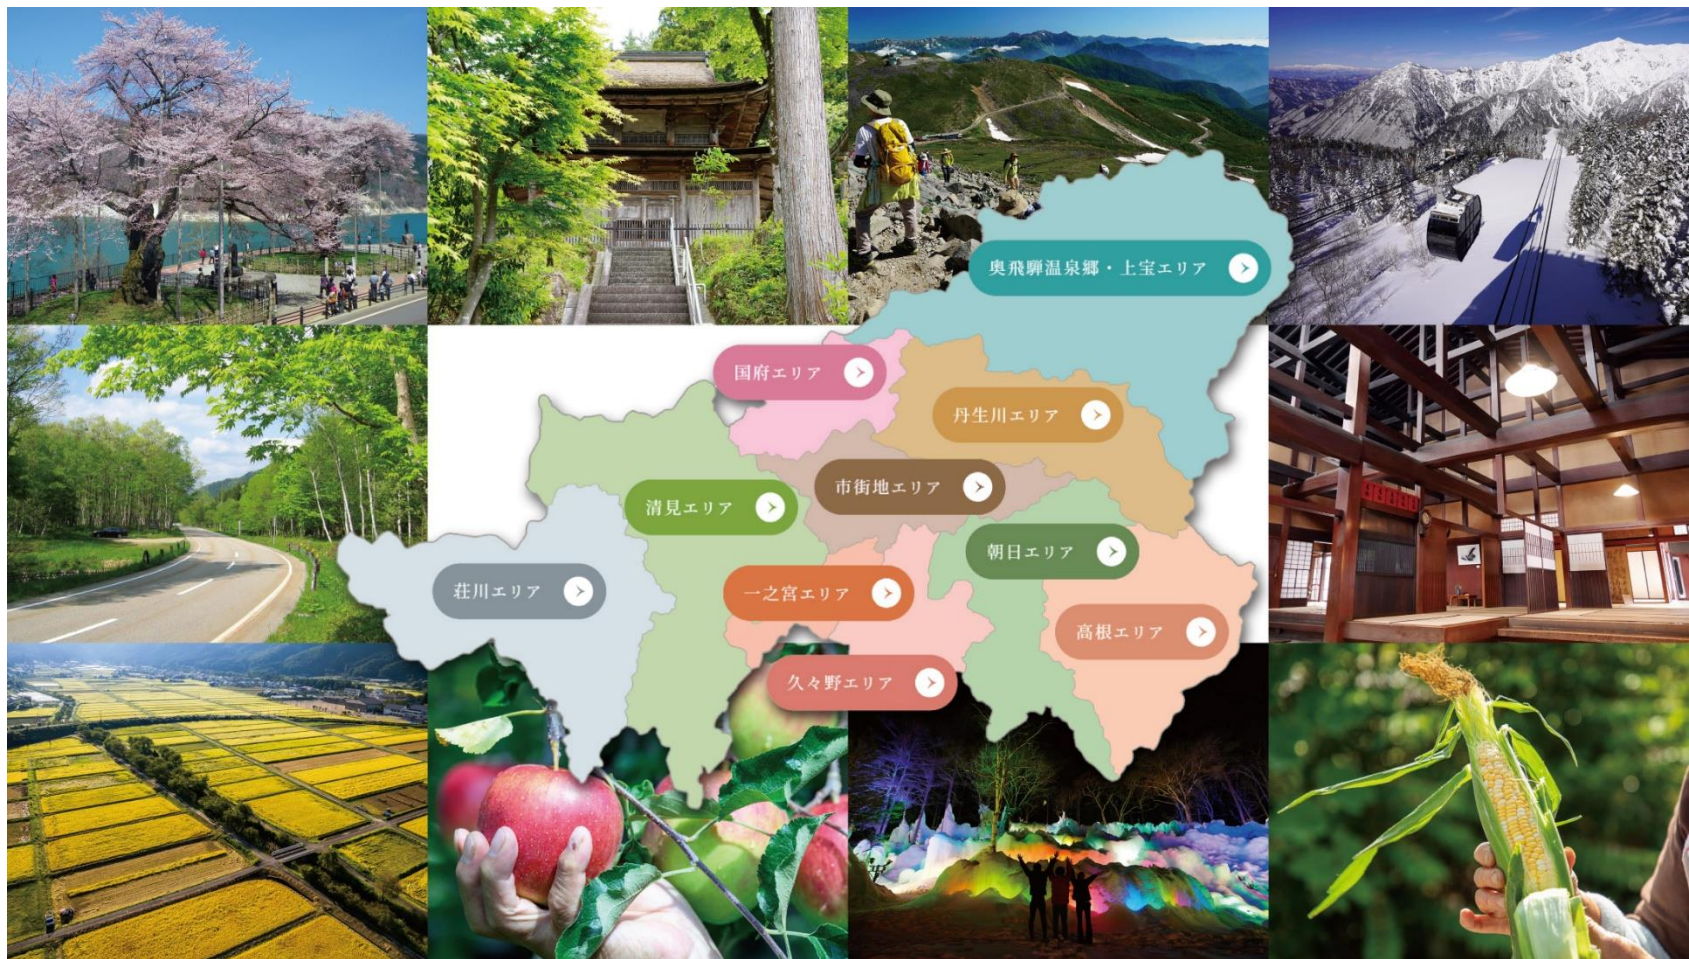 奥飛騨温泉郷・上宝エリア
国府エリア
丹生川エリア
市街地エリア
清見エリア
朝日エリア
荘川エリア
一之宮エリア
高根エリア
久々野エリア